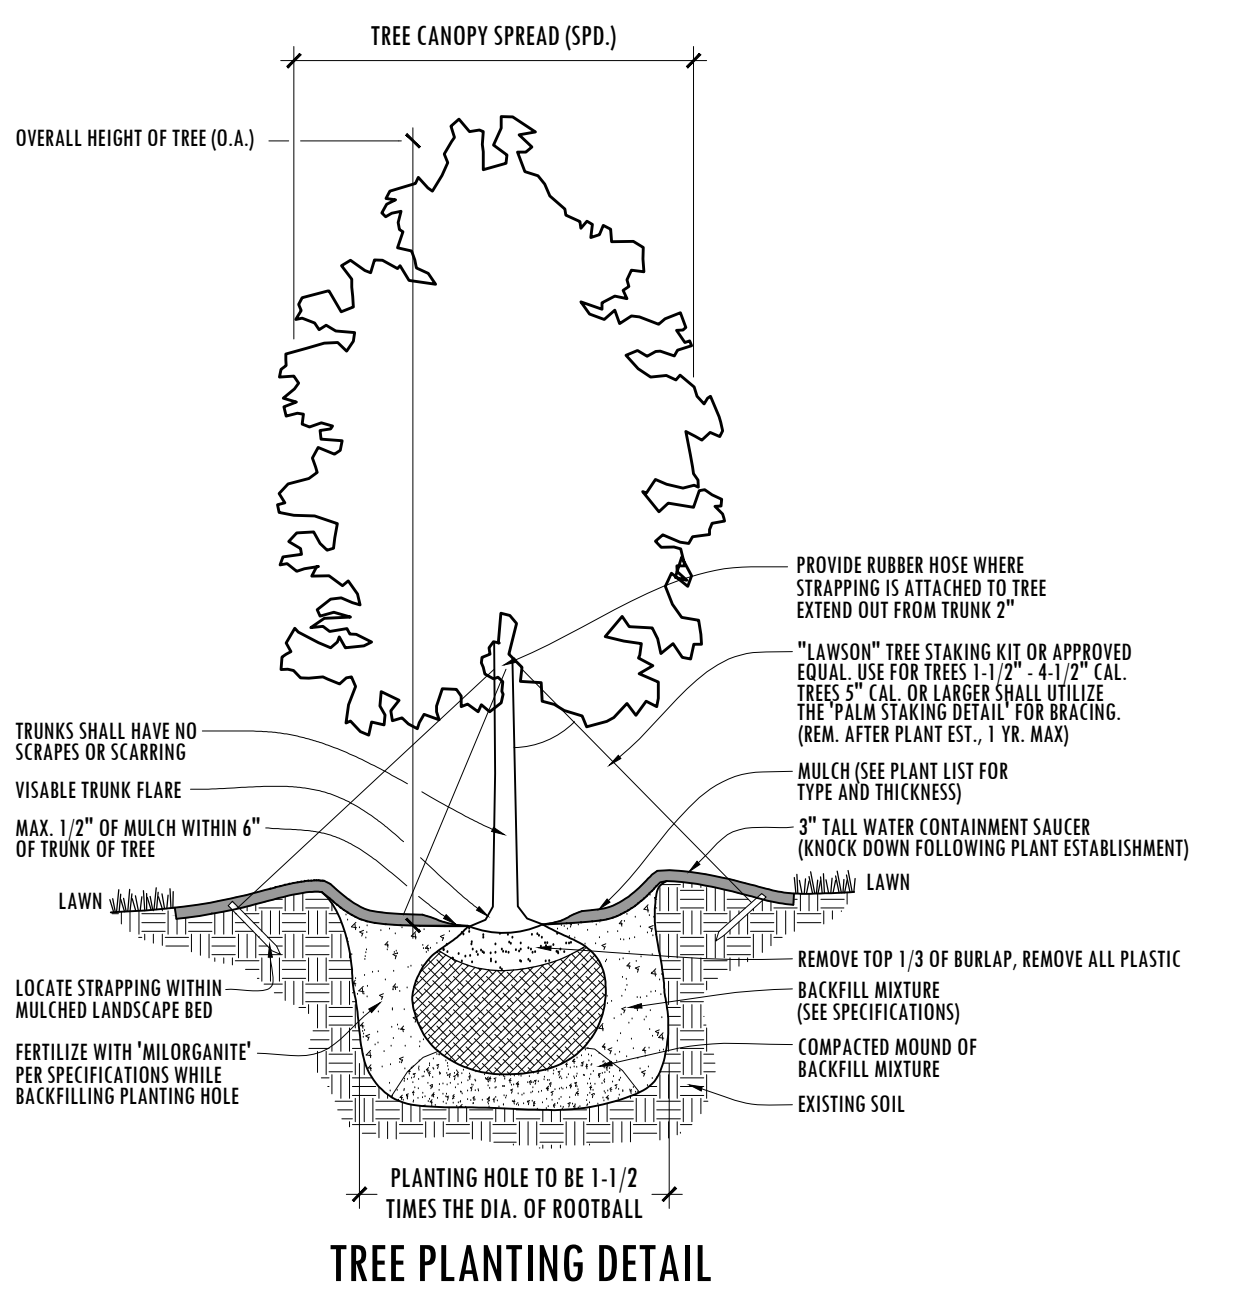 TREE CANOPY SPREAD (SPD.)
OVERALL HEIGHT OF TREE (O.A.)
PROVIDE RUBBER HOSE WHERE
STRAPPING IS ATTACHED TO TREE
EXTEND OUT FROM TRUNK 2"
"LAWSON" TREE STAKING KIT OR APPROVED
EQUAL. USE FOR TREES 1-1/2" - 4-1/2" CAL.
TREES 5" CAL. OR LARGER SHALL UTILIZE
THE 'PALM STAKING DETAIL' FOR BRACING.
(REM. AFTER PLANT EST., 1 YR. MAX)
TRUNKS SHALL HAVE NO
SCRAPES OR SCARRING
VISABLE TRUNK FLARE
MAX. 1/2" OF MULCH WITHIN 6"
OF TRUNK OF TREE
MULCH (SEE PLANT LIST FOR
TYPE AND THICKNESS)
3" TALL WATER CONTAINMENT SAUCER
(KNOCK DOWN FOLLOWING PLANT ESTABLISHMENT)
LAWN
LAWN
LOCATE STRAPPING WITHIN
MULCHED LANDSCAPE BED
FERTILIZE WITH 'MILORGANITE'
PER SPECIFICATIONS WHILE
BACKFILLING PLANTING HOLE
REMOVE TOP 1/3 OF BURLAP, REMOVE ALL PLASTIC
BACKFILL MIXTURE
(SEE SPECIFICATIONS)
COMPACTED MOUND OF
BACKFILL MIXTURE
EXISTING SOIL
PLANTING HOLE TO BE 1-1/2
TIMES THE DIA. OF ROOTBALL
TREE PLANTING DETAIL